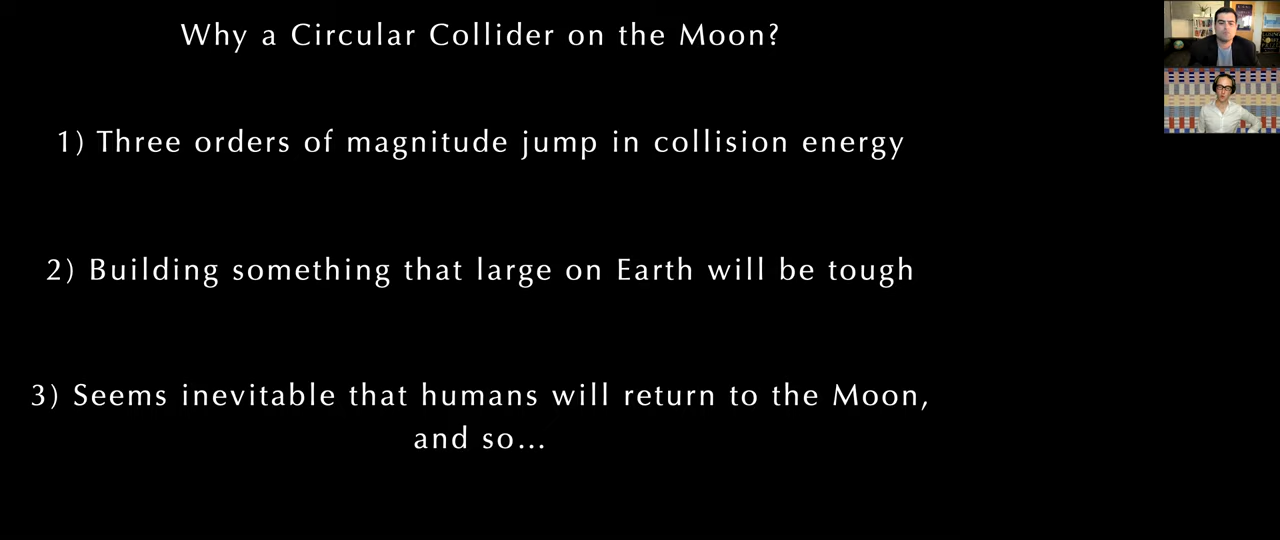 Why a Circular Collider on the Moon?
1) Three orders of magnitude jump in collision energy
2) Building something that large on Earth will be tough
3) Seems inevitable that humans will return to the Moon,
and so...